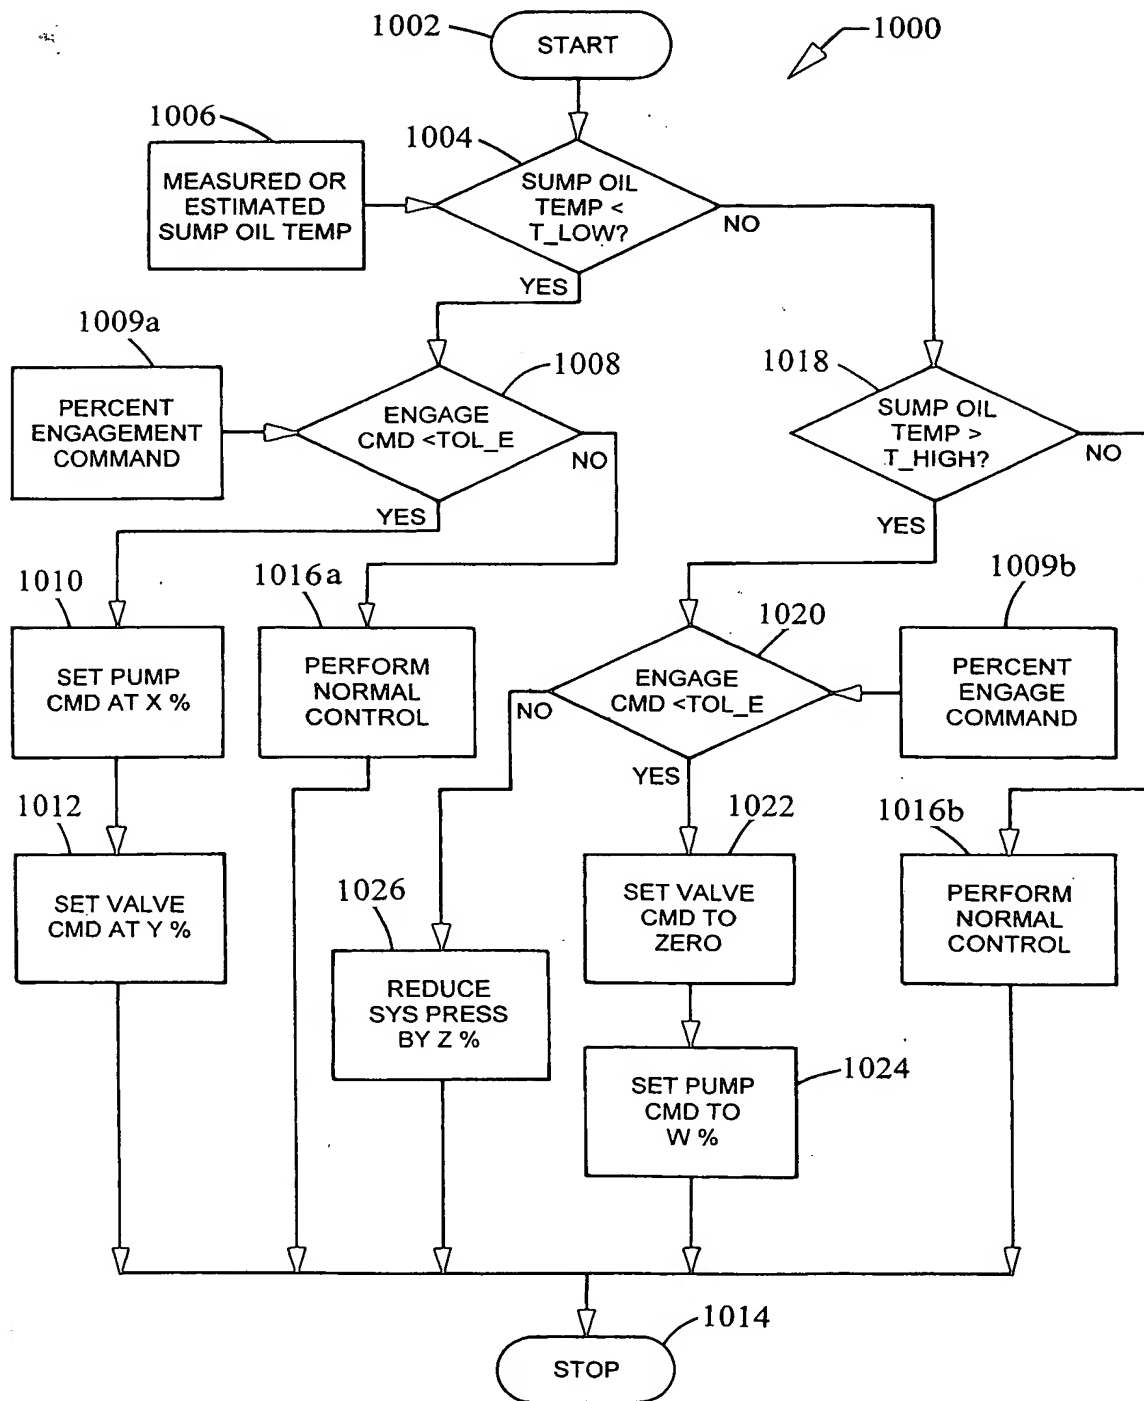 1002
START
1000
1006
1004
MEASURED OR
ESTIMATED
SUMP OIL TEMP
SUMP OIL
TEMP <
T_LOW?
NO
YES
1009a
1008
1018
PERCENT
ENGAGEMENT
COMMAND
ENGAGE
CMD <TOL_E
NO
YES
SUMP OIL
TEMP >
T_HIGH?
NO
YES
1010
1016a
1009b
1020
SET PUMP
CMD AT X %
PERFORM
NORMAL
CONTROL
ENGAGE
CMD <TOL_E
NO
YES
PERCENT
ENGAGE
COMMAND
1012
1022
1016b
SET VALVE
CMD AT Y %
1026
SET VALVE
CMD TO
ZERO
PERFORM
NORMAL
CONTROL
REDUCE
SYS PRESS
BY Z %
1024
SET PUMP
CMD TO
W %
1014
STOP